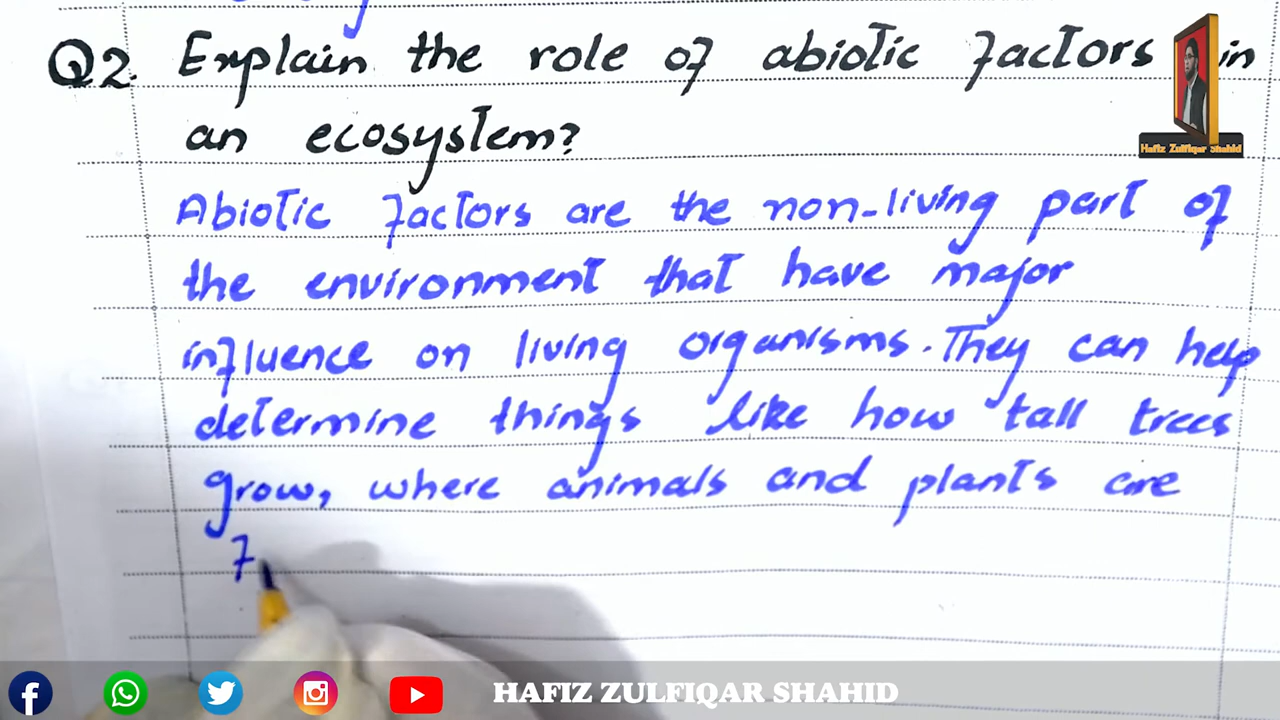 Q2. Explain the role of abiotic factors in
an ecosystem?
Hafiz Zulfiqar Shahid
Abiotic factors are the non-living part of
the environment that have major
influence on living organisms. They can help
determine things like how tall trees
grow, where animals and plants are
f
HAFIZ ZULFIQAR SHAHID